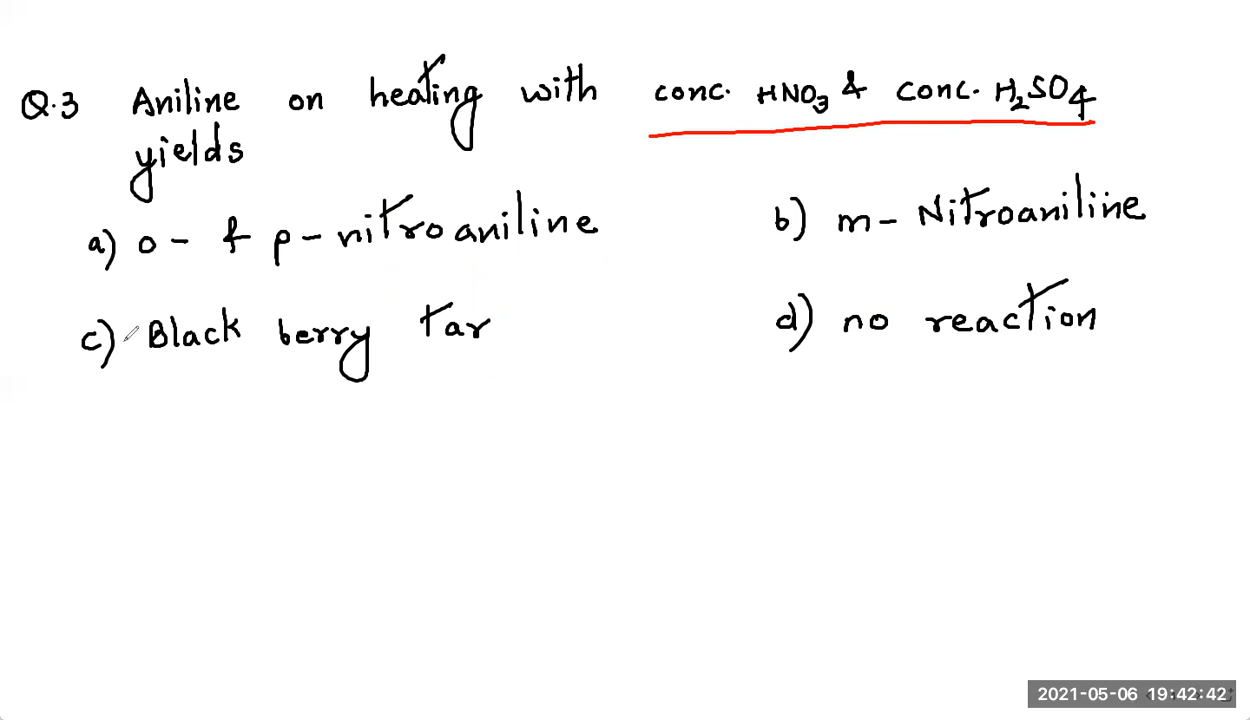 Q.3 Aniline on heating with conc. HNO₃ & conc. H₂SO₄
yields
a) o- & p-nitroaniline b) m-Nitroaniline
c) Black berry tar d) no reaction
2021-05-06 19:42:42